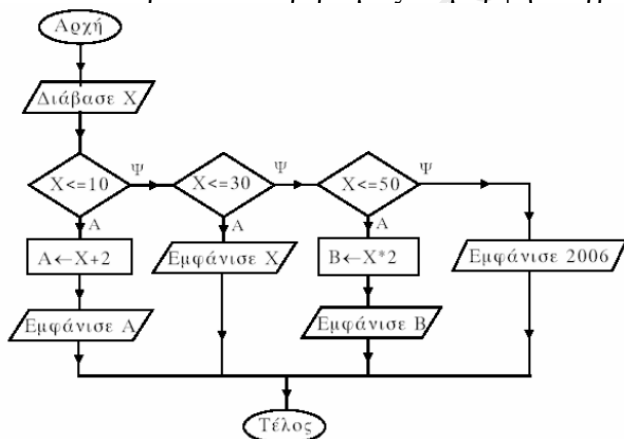 Αρχή
Διάβασε X
X<=10
Ψ
X<=30
Ψ
X<=50
Ψ
A
A
A
A←X+2
Εμφάνισε X
B←X*2
Εμφάνισε 2006
Εμφάνισε A
Εμφάνισε B
Τέλος